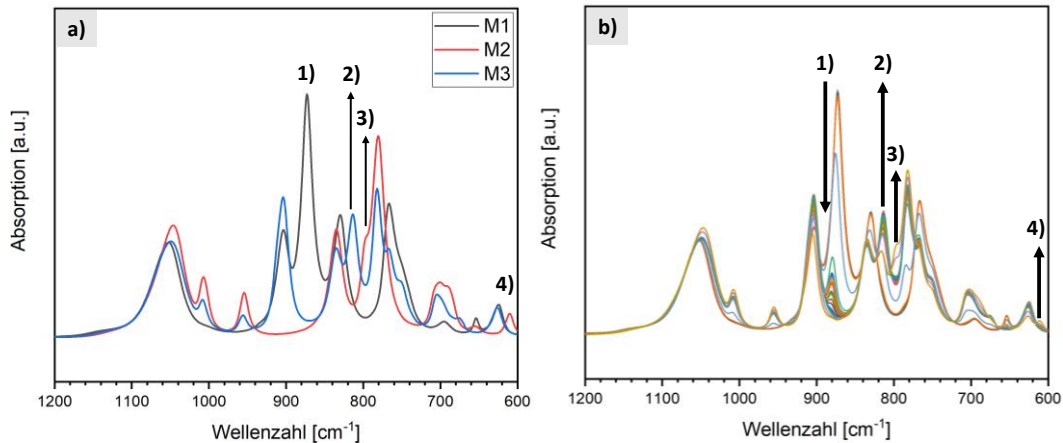 a)
M1
M2
M3
1)
2)
3)
4)
Absorption [a.u.]
1200 1100 1000 900 800 700 600
Wellenzahl [cm⁻¹]
b)
1)
2)
3)
4)
Absorption [a.u.]
1200 1100 1000 900 800 700 600
Wellenzahl [cm⁻¹]